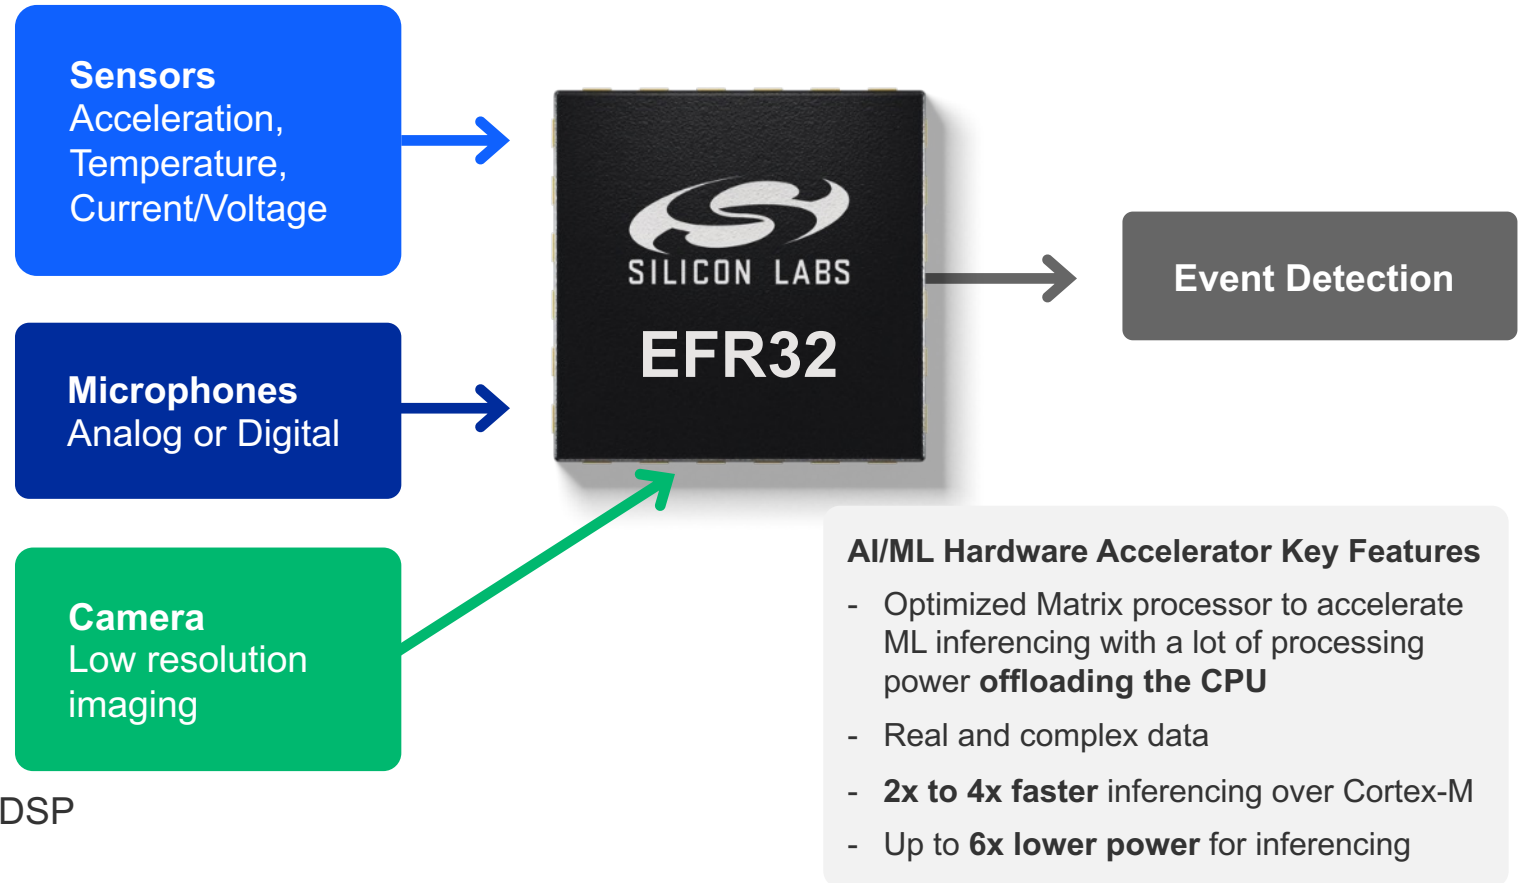 Sensors
Acceleration,
Temperature,
Current/Voltage
Microphones
Analog or Digital
Camera
Low resolution
imaging
DSP
SILICON LABS
EFR32
Event Detection
AI/ML Hardware Accelerator Key Features
- Optimized Matrix processor to accelerate
ML inferencing with a lot of processing
power offloading the CPU
- Real and complex data
- 2x to 4x faster inferencing over Cortex-M
- Up to 6x lower power for inferencing